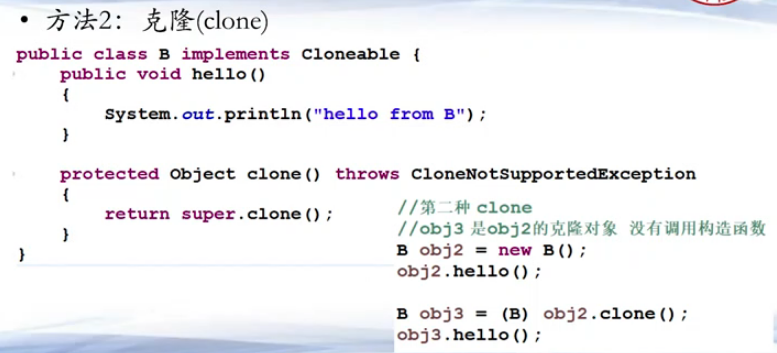 • 方法2：克隆(clone)
public class B implements Cloneable {
    public void hello()
    {
        System.out.println("hello from B");
    }

    protected Object clone() throws CloneNotSupportedException
    {
        return super.clone();
    }
}
//第二种 clone
//obj3 是obj2的克隆对象  没有调用构造函数
B obj2 = new B();
obj2.hello();

B obj3 = (B) obj2.clone();
obj3.hello();